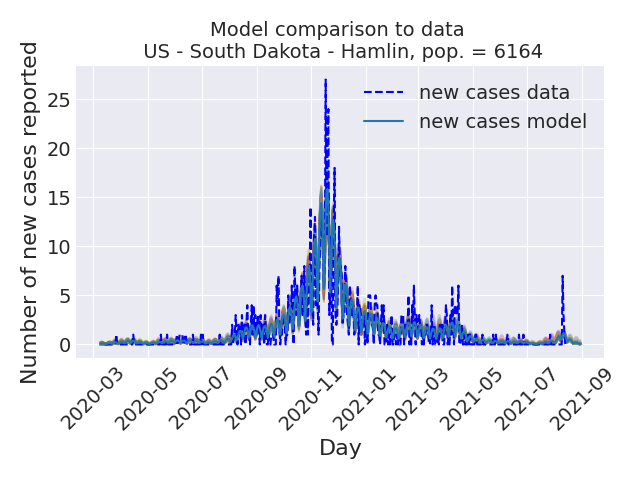 Model comparison to data
US - South Dakota - Hamlin, pop. = 6164
Number of new cases reported
25
20
15
10
5
0
new cases data
new cases model
2020-03
2020-05
2020-07
2020-09
2020-11
2021-01
2021-03
2021-05
2021-07
2021-09
Day